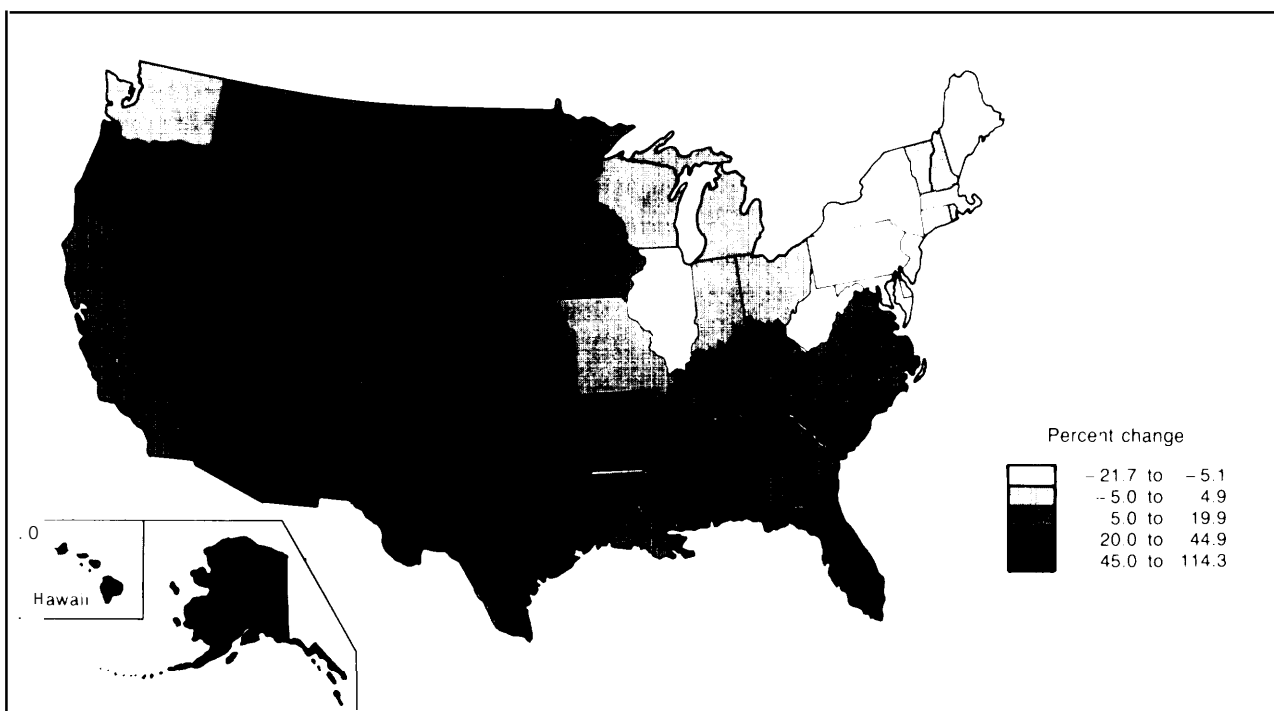 Percent change
-21.7 to -5.1
-5.0 to 4.9
5.0 to 19.9
20.0 to 44.9
45.0 to 114.3
.0
Hawaii